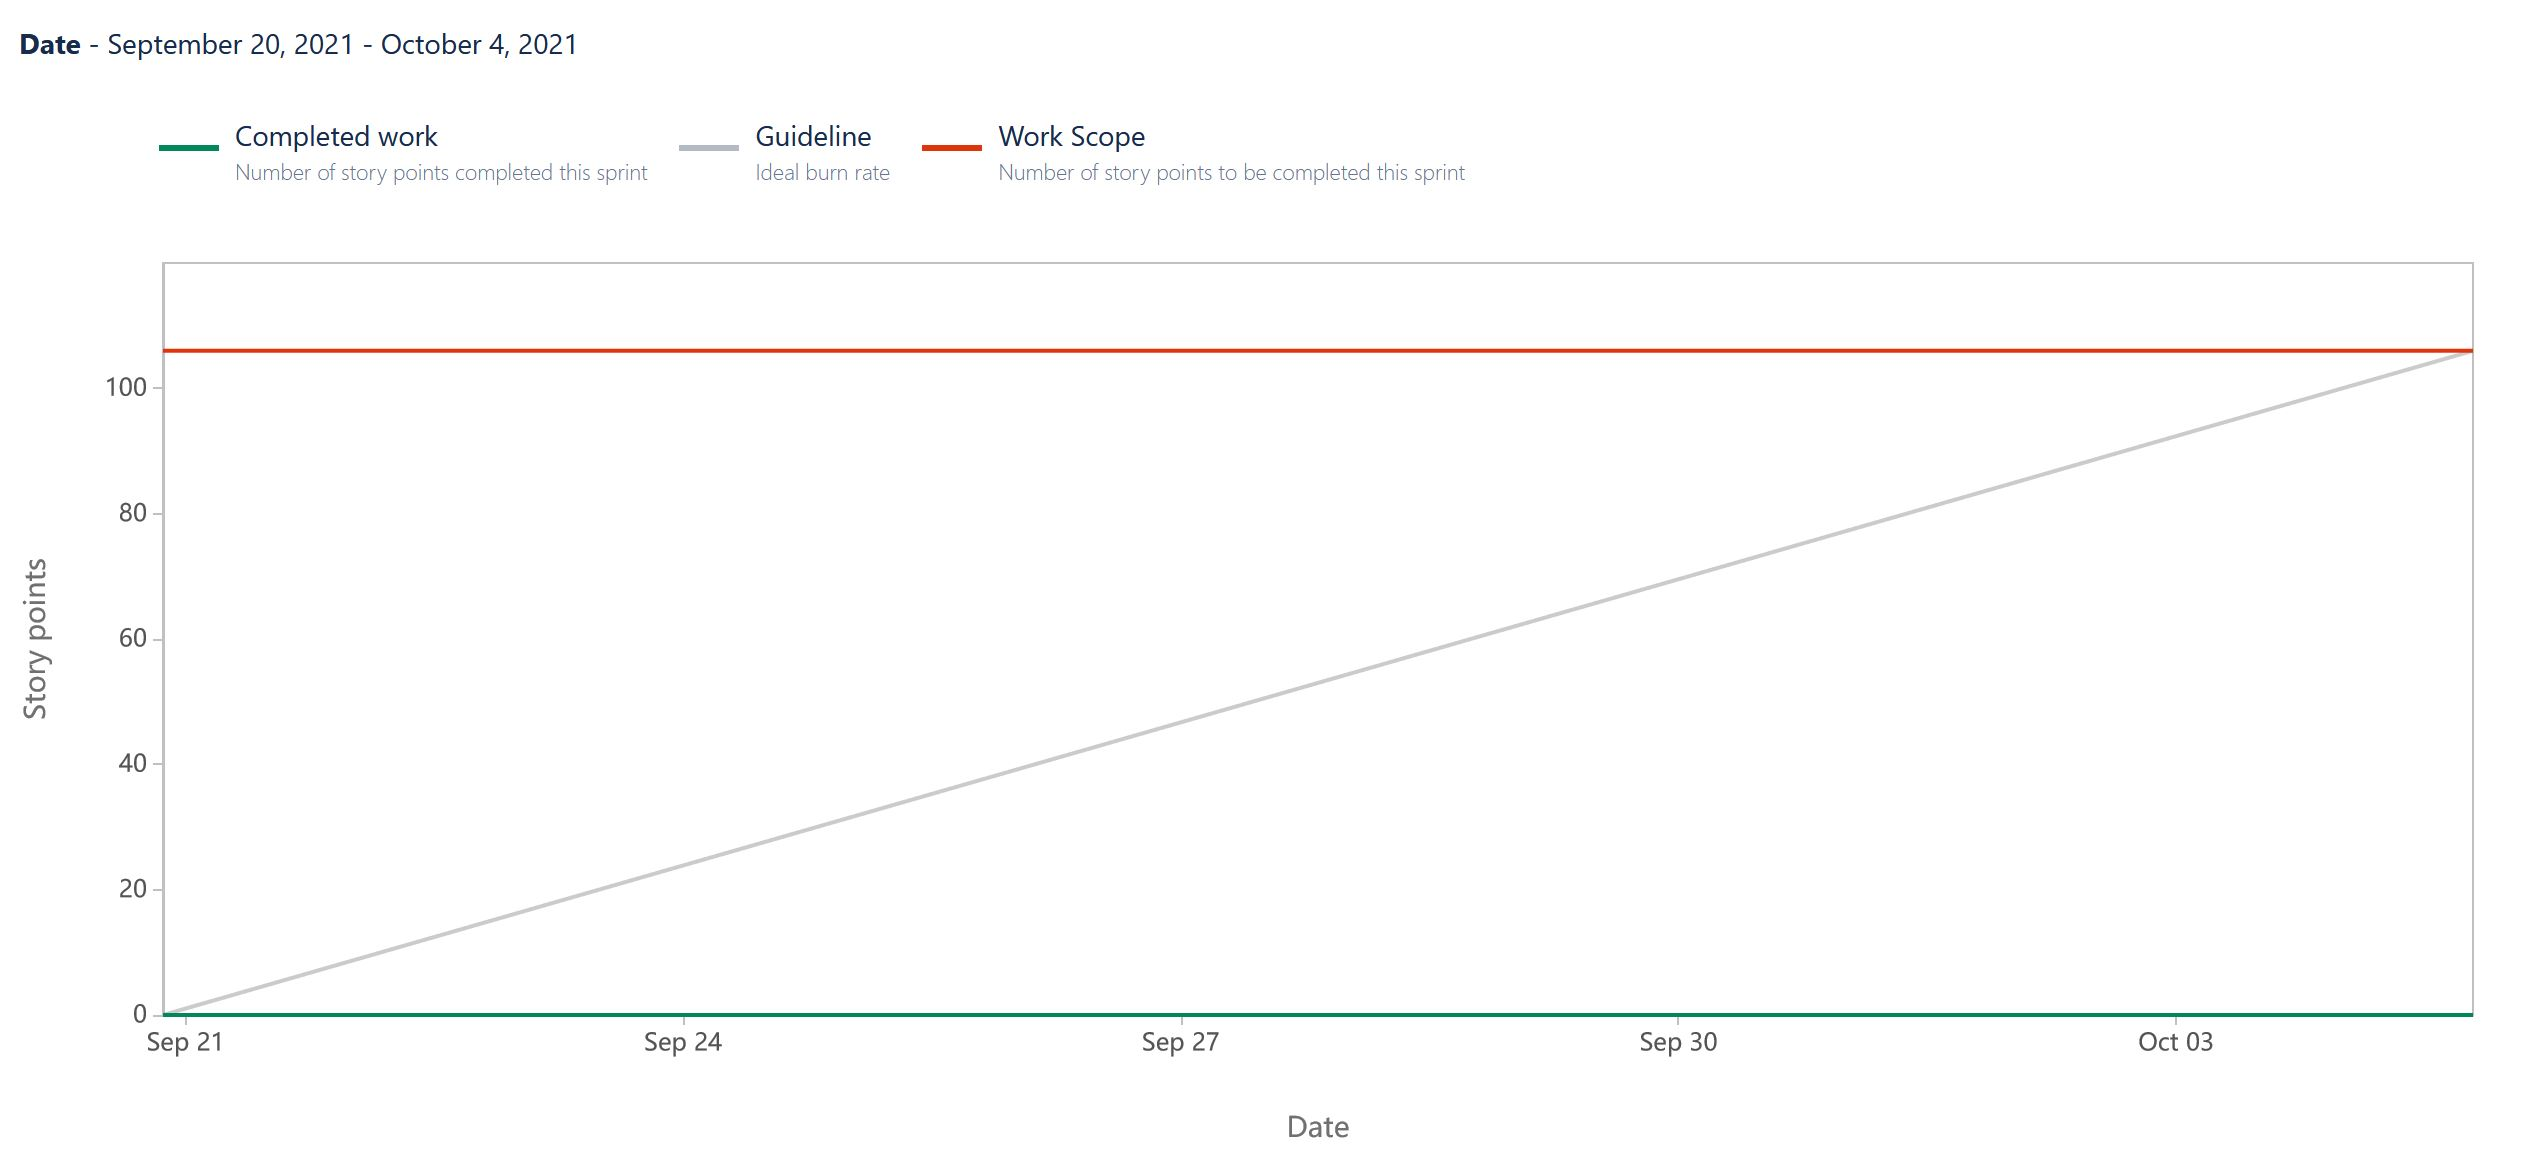 Date - September 20, 2021 - October 4, 2021
Completed work
Number of story points completed this sprint
Guideline
Ideal burn rate
Work Scope
Number of story points to be completed this sprint
Story points
100
80
60
40
20
0
Sep 21 Sep 24 Sep 27 Sep 30 Oct 03
Date